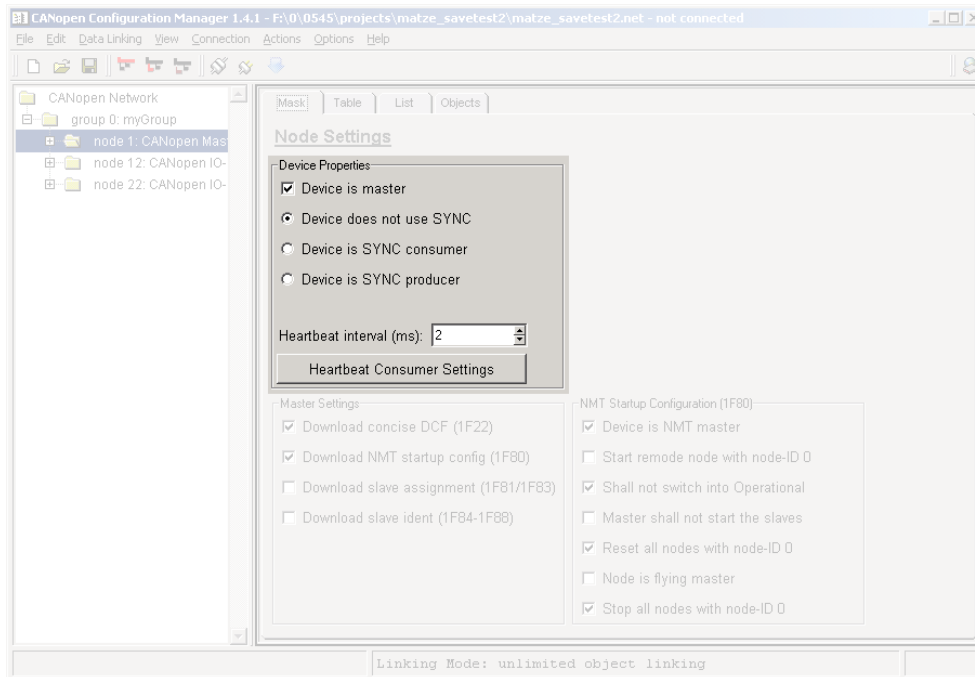 CANopen Configuration Manager 1.4.1 - F:\0\0545\projects\matze_savetest2\matze_savetest2.net - not connected
File Edit Data Linking View Connection Actions Options Help
CANopen Network
group 0: myGroup
node 1: CANopen Mas
node 12: CANopen IO-
node 22: CANopen IO-
Mask Table List Objects
Node Settings
Device Properties
Device is master
Device does not use SYNC
Device is SYNC consumer
Device is SYNC producer
Heartbeat interval (ms): 2
Heartbeat Consumer Settings
Master Settings
Download concise DCF (1F22)
Download NMT startup config (1F80)
Download slave assignment (1F81/1F83)
Download slave ident (1F84-1F88)
NMT Startup Configuration (1F80)
Device is NMT master
Start remode node with node-ID 0
Shall not switch into Operational
Master shall not start the slaves
Reset all nodes with node-ID 0
Node is flying master
Stop all nodes with node-ID 0
Linking Mode: unlimited object linking